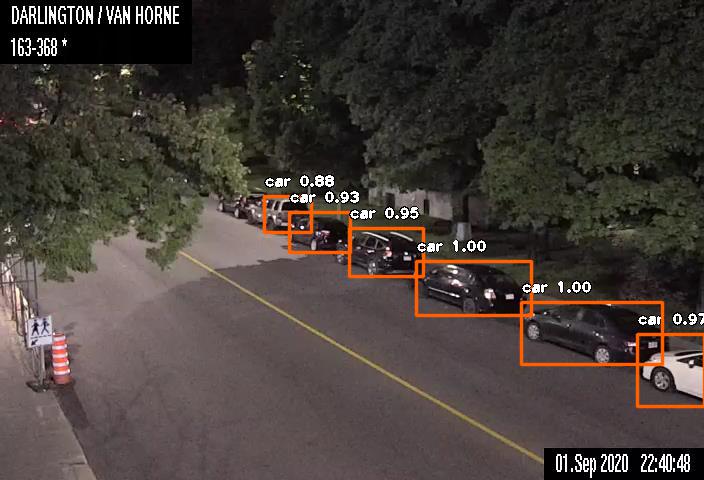 DARLINGTON / VAN HORNE
163-368 *
car 0.88
car 0.93
car 0.95
car 1.00
car 1.00
car 0.97
01.Sep 2020 22:40:48